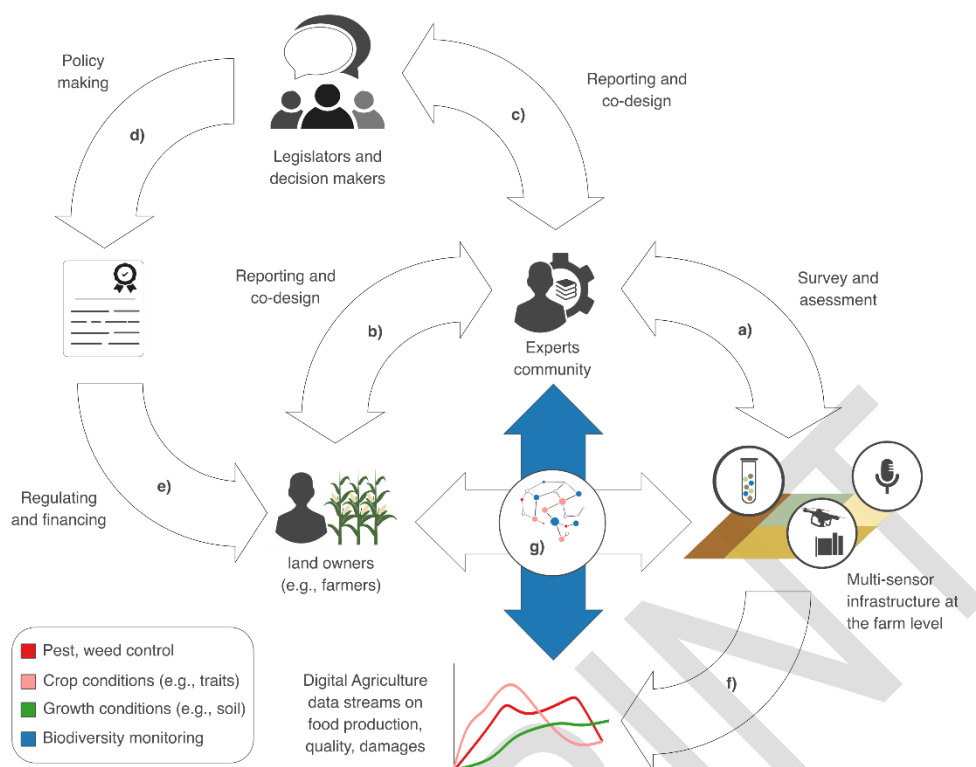 Policy
making
d)
Legislators and
decision makers
c)
Reporting and
co-design
Reporting and
co-design
b)
Experts
community
a)
Survey and
asessment
Regulating
and financing
e)
land owners
(e.g., farmers)
g)
Multi-sensor
infrastructure at
the farm level
f)
Digital Agriculture
data streams on
food production,
quality, damages
Pest, weed control
Crop conditions (e.g., traits)
Growth conditions (e.g., soil)
Biodiversity monitoring